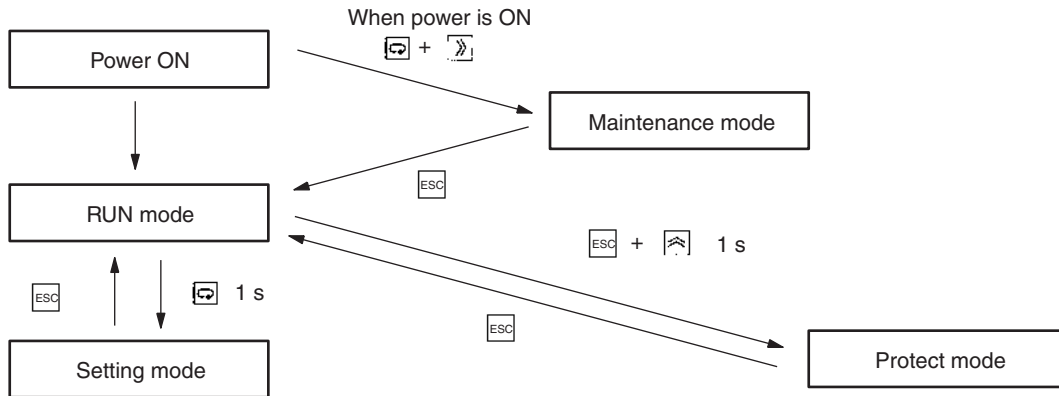 When power is ON
Power ON
+
Maintenance mode
ESC
RUN mode
ESC + 1 s
ESC
1 s
ESC
Setting mode
Protect mode